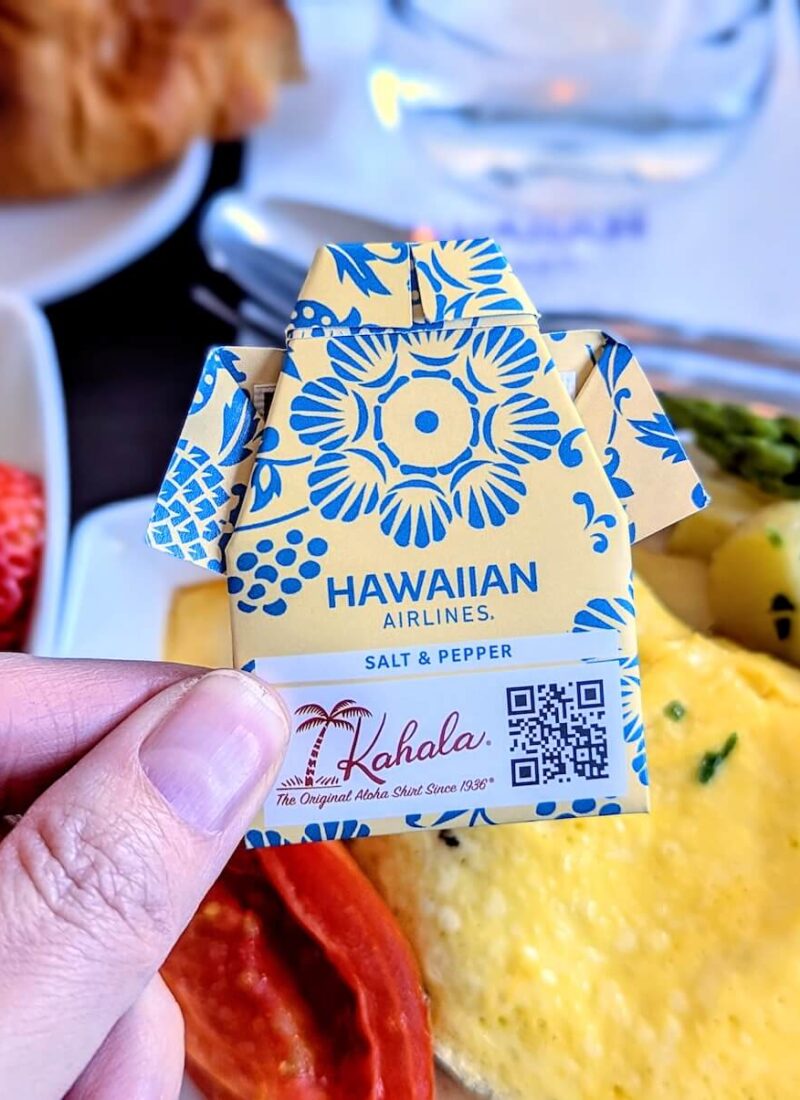 HAWAIIAN
AIRLINES®
SALT & PEPPER
Kahala®
The Original Aloha Shirt Since 1936®